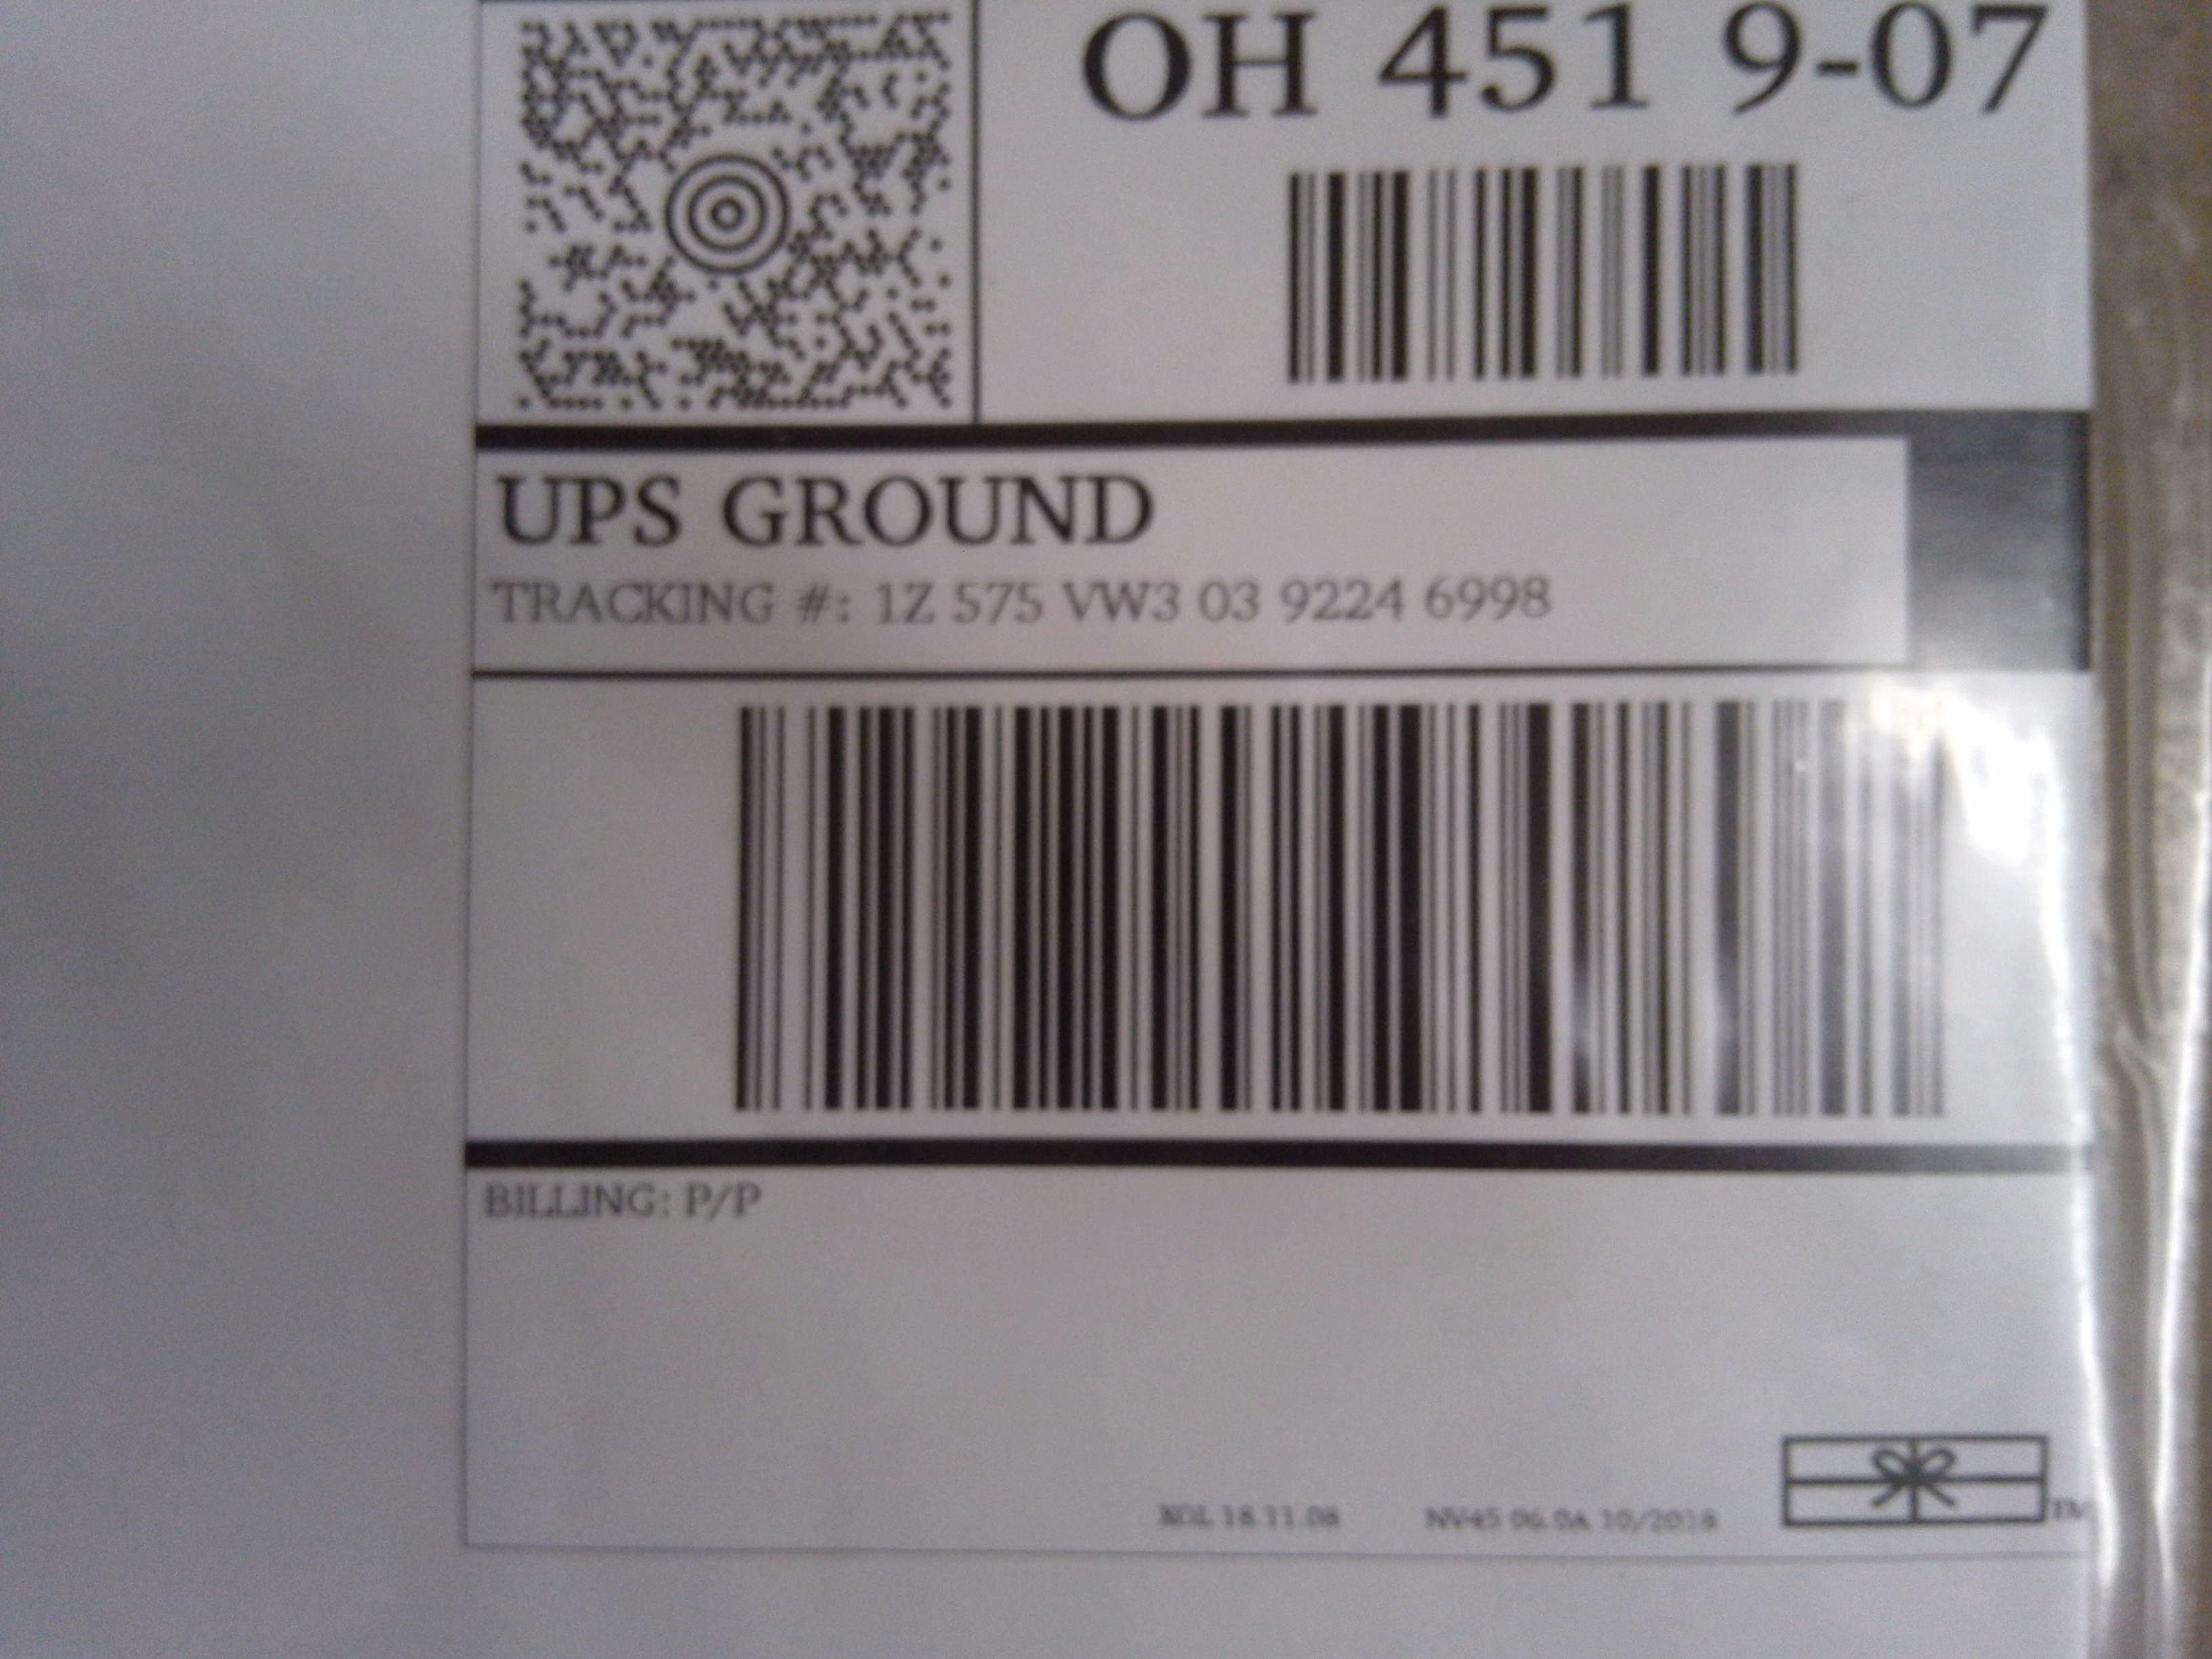 OH 451 9-07
UPS GROUND
TRACKING #: 1Z 575 VW3 03 9224 6998
BILLING: P/P
XOL 18.11.08 NV45 06.0A 10/2018
TM